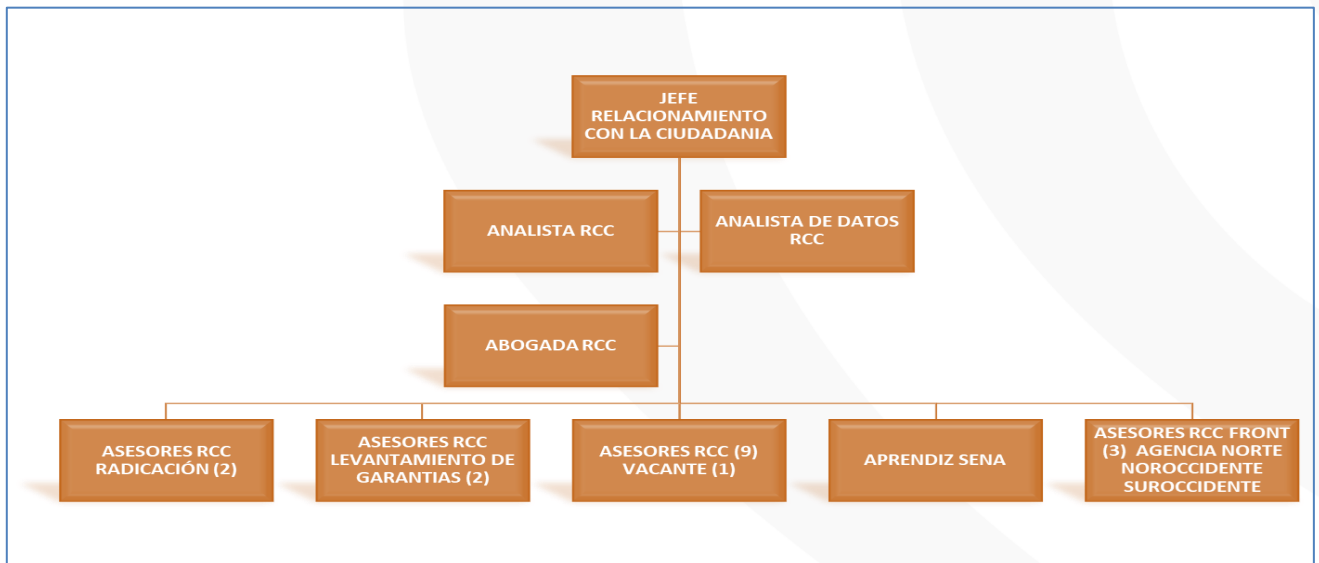 JEFE
RELACIONAMIENTO
CON LA CIUDADANIA
ANALISTA RCC
ANALISTA DE DATOS
RCC
ABOGADA RCC
ASESORES RCC
RADICACIÓN (2)
ASESORES RCC
LEVANTAMIENTO DE
GARANTIAS (2)
ASESORES RCC (9)
VACANTE (1)
APRENDIZ SENA
ASESORES RCC FRONT
(3) AGENCIA NORTE
NOROCCIDENTE
SUROCCIDENTE